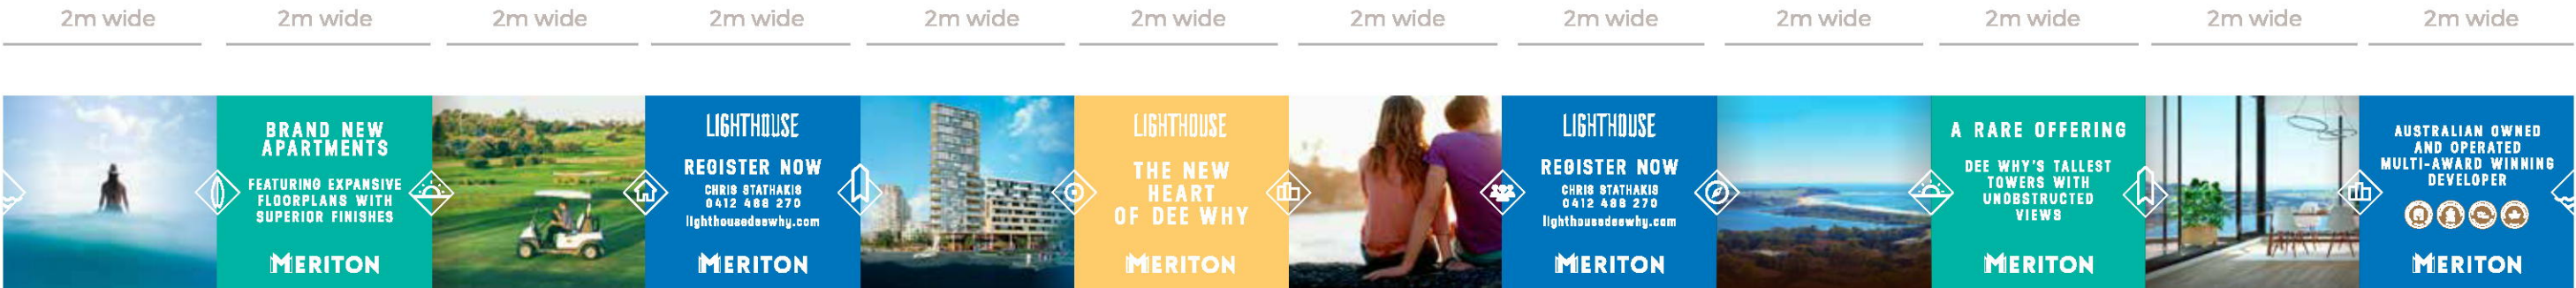 2m wide
2m wide
2m wide
2m wide
2m wide
2m wide
2m wide
2m wide
2m wide
2m wide
2m wide
2m wide
BRAND NEW
APARTMENTS
FEATURING EXPANSIVE
FLOORPLANS WITH
SUPERIOR FINISHES
MERITON
LIGHTHOUSE
REGISTER NOW
CHRIS STATHAKIS
0412 488 270
lighthousedeewhy.com
MERITON
LIGHTHOUSE
THE NEW
HEART
OF DEE WHY
MERITON
LIGHTHOUSE
REGISTER NOW
CHRIS STATHAKIS
0412 488 270
lighthousedeewhy.com
MERITON
A RARE OFFERING
DEE WHY'S TALLEST
TOWERS WITH
UNOBSTRUCTED
VIEWS
MERITON
AUSTRALIAN OWNED
AND OPERATED
MULTI-AWARD WINNING
DEVELOPER
MERITON